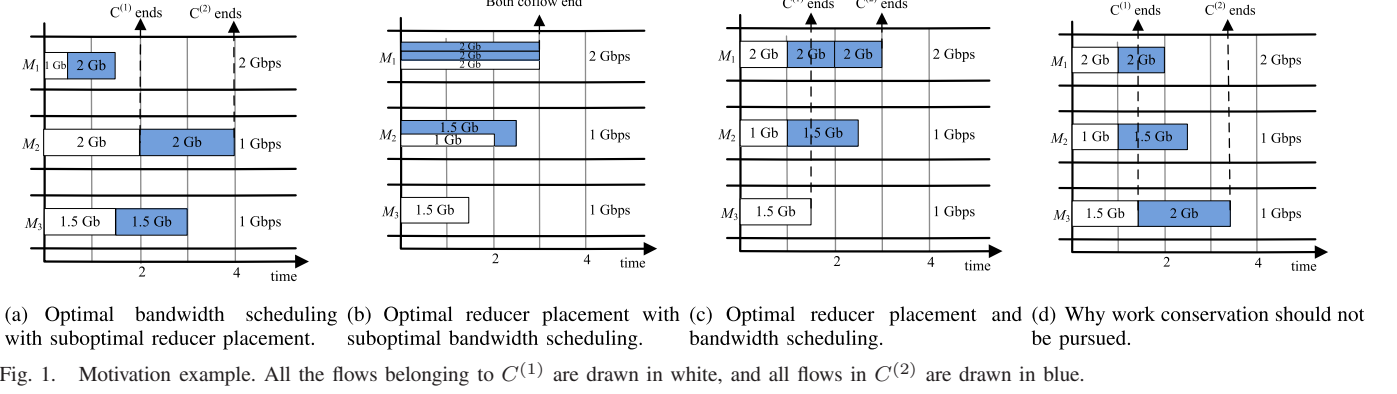 C(1) ends C(2) ends
M1 1 Gb 2 Gb 2 Gbps
M2 2 Gb 2 Gb 1 Gbps
M3 1.5 Gb 1.5 Gb 1 Gbps
2 4 time
Both coflow end
M1 2 Gb 2 Gb 2 Gb 2 Gbps
M2 1.5 Gb 1 Gb 1 Gbps
M3 1.5 Gb 1 Gbps
2 4 time
C(1) ends C(2) ends
M1 2 Gb 2 Gb 2 Gb 2 Gbps
M2 1 Gb 1.5 Gb 1 Gbps
M3 1.5 Gb 1 Gbps
2 4 time
C(1) ends C(2) ends
M1 2 Gb 2 Gb 2 Gbps
M2 1 Gb 1.5 Gb 1 Gbps
M3 1.5 Gb 2 Gb 1 Gbps
2 4 time
(a) Optimal bandwidth scheduling
with suboptimal reducer placement.
(b) Optimal reducer placement with
suboptimal bandwidth scheduling.
(c) Optimal reducer placement and
bandwidth scheduling.
(d) Why work conservation should not
be pursued.
Fig. 1. Motivation example. All the flows belonging to C(1) are drawn in white, and all flows in C(2) are drawn in blue.